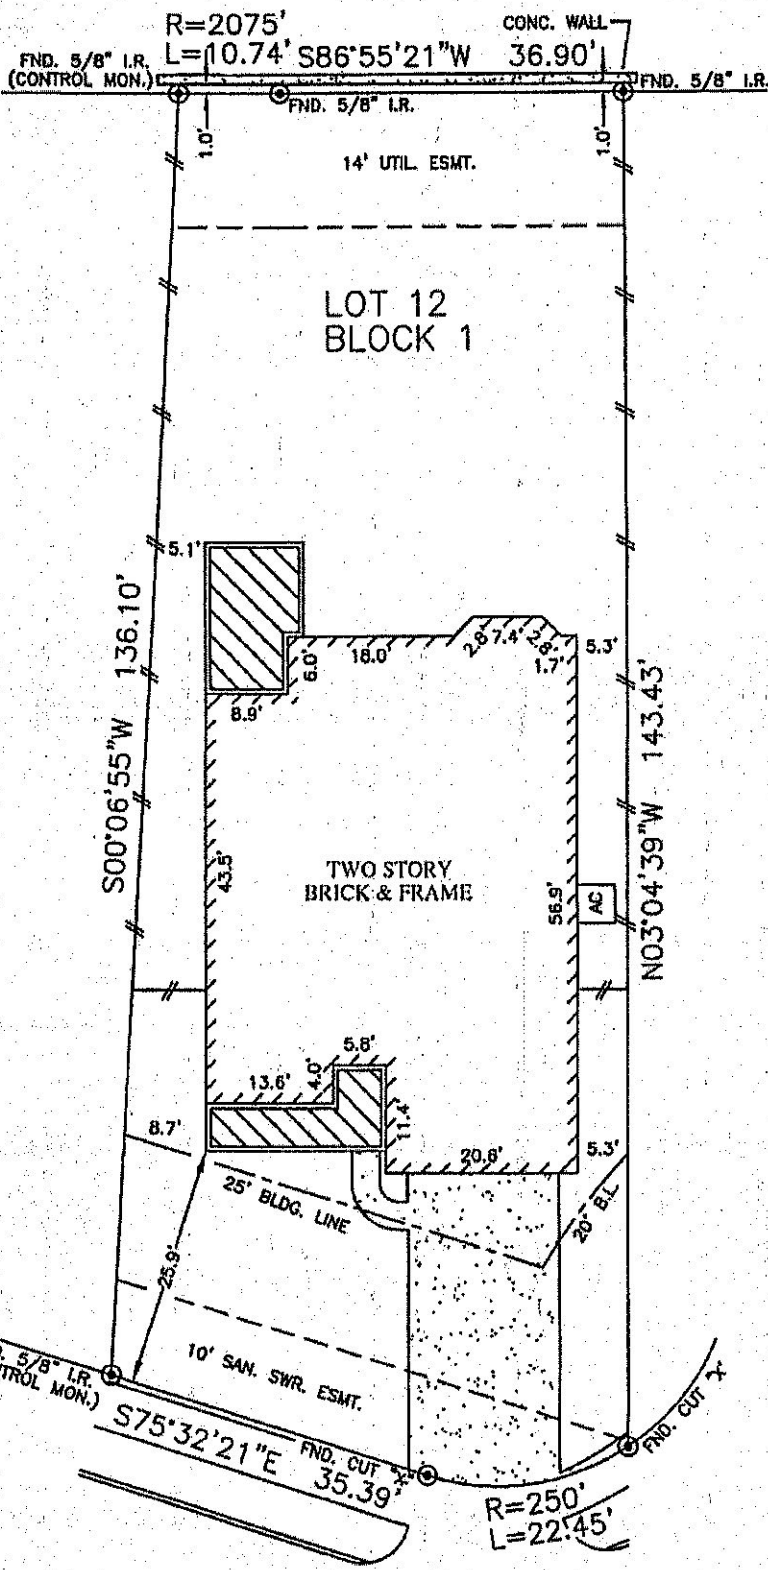 R=2075'
L=10.74' S86°55'21"W 36.90'
CONC. WALL
FND. 5/8" I.R.
(CONTROL MON.)
FND. 5/8" I.R.
FND. 5/8" I.R.
1.0'
1.0'
14' UTIL. ESMT.
LOT 12
BLOCK 1
5.1'
S00°06'55"W 136.10'
8.9'
6.0'
18.0'
2.8'
7.4'
2.8'
1.7'
5.3'
N03°04'39"W 143.43'
43.5'
TWO STORY
BRICK & FRAME
56.9'
AC
5.8'
13.6'
4.0'
11.4'
8.7'
20.8'
5.3'
25' BLDG. LINE
20' B.L.
25.9'
10' SAN. SWR. ESMT.
5/8" I.R.
MON.)
S75°32'21"E 35.39'
FND. CUT "X"
FND. CUT "X"
R=250'
L=22.45'